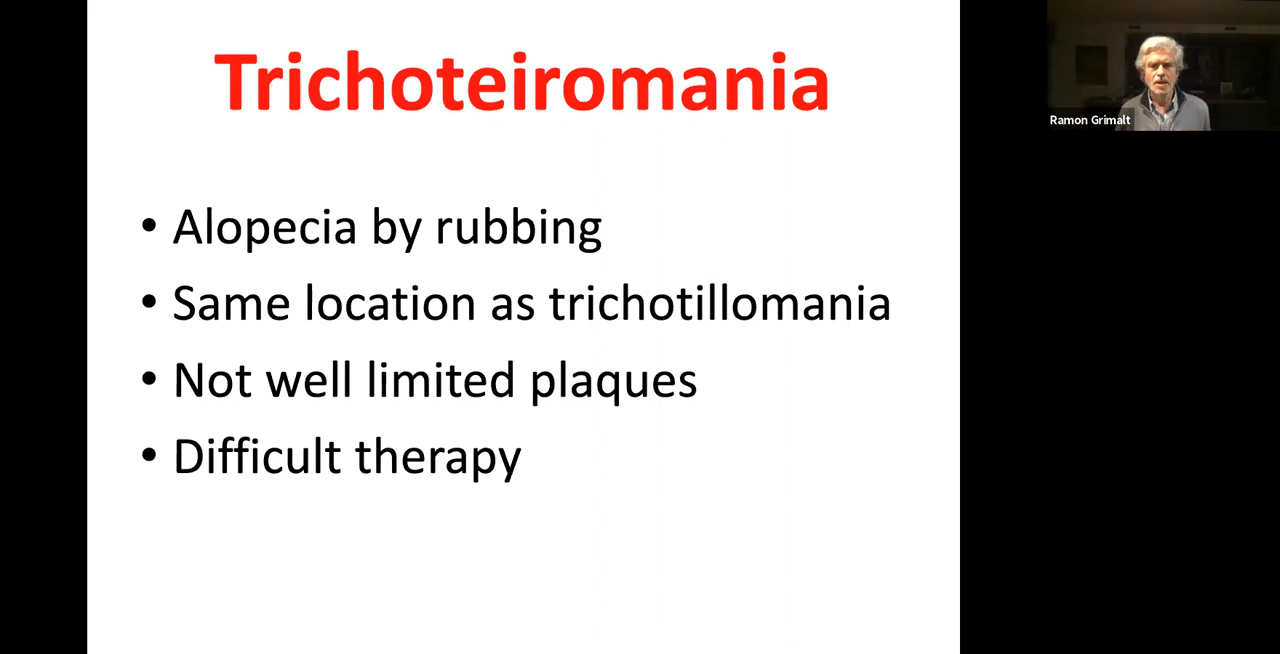 Trichoteiromania
• Alopecia by rubbing
• Same location as trichotillomania
• Not well limited plaques
• Difficult therapy
Ramon Grimalt